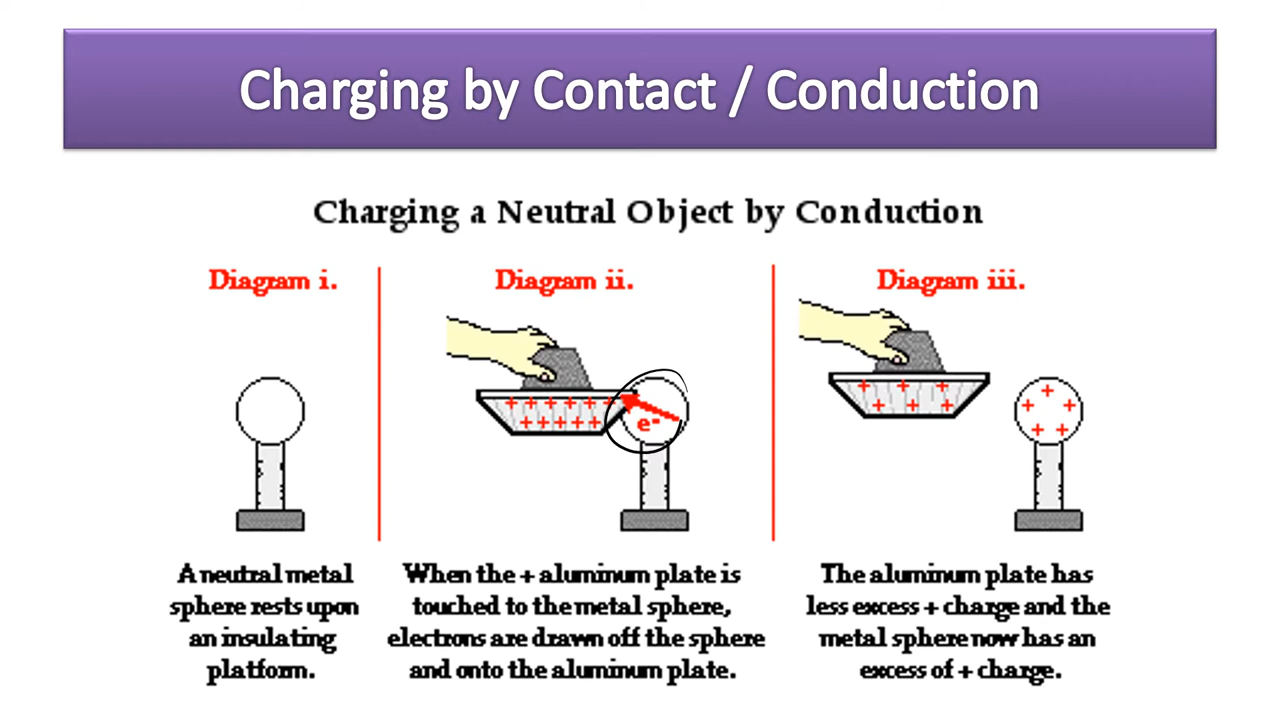 Charging by Contact / Conduction
Charging a Neutral Object by Conduction
Diagram i.
Diagram ii.
Diagram iii.
+ + + + + +
+ + + + +
e-
+ + +
+ +
+
+ +
+ +
A neutral metal
sphere rests upon
an insulating
platform.
When the + aluminum plate is
touched to the metal sphere,
electrons are drawn off the sphere
and onto the aluminum plate.
The aluminum plate has
less excess + charge and the
metal sphere now has an
excess of + charge.